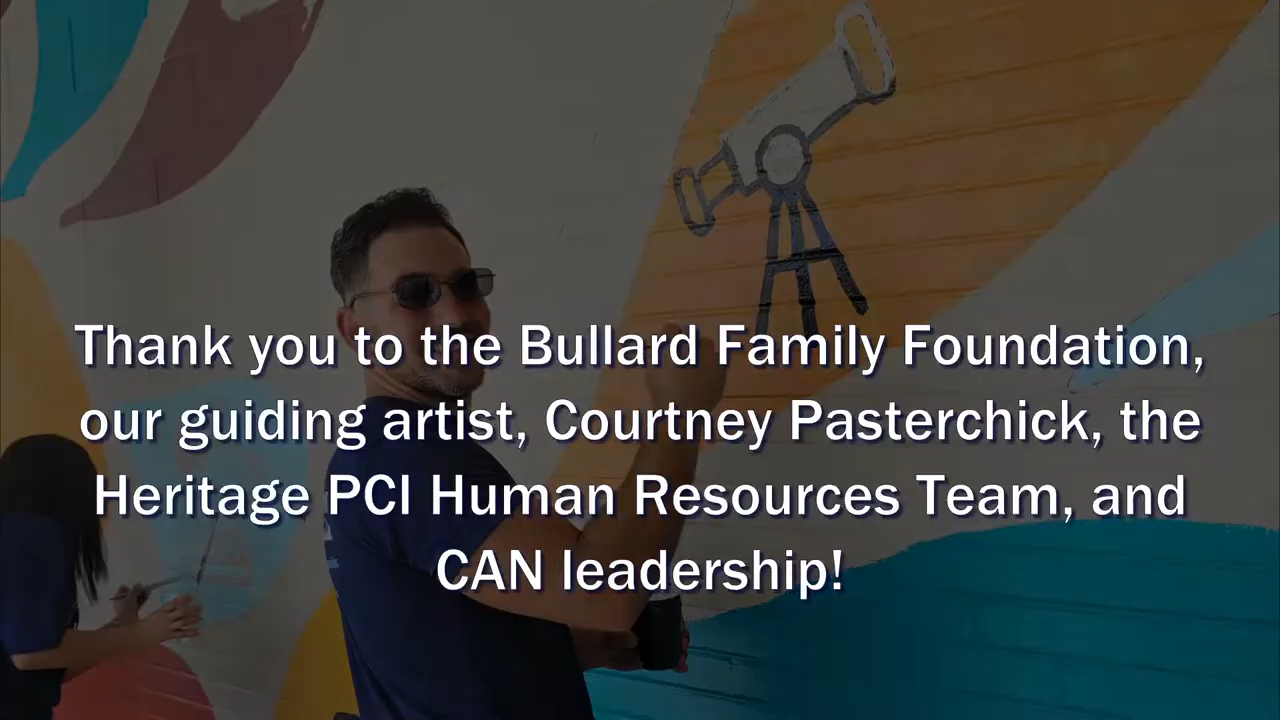 Thank you to the Bullard Family Foundation,
our guiding artist, Courtney Pasterchick, the
Heritage PCI Human Resources Team, and
CAN leadership!